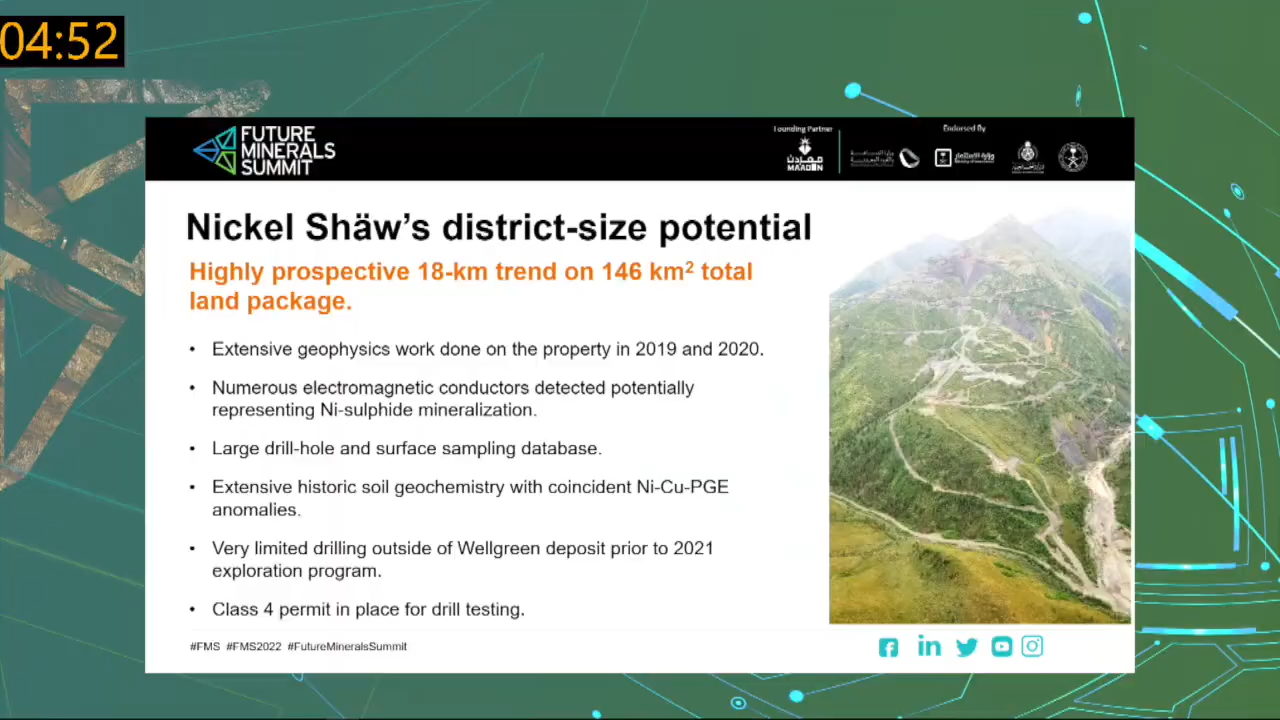 04:52
FUTURE
MINERALS
SUMMIT
Founding Partner
Endorsed By
MAADEN
Nickel Shäw’s district-size potential
Highly prospective 18-km trend on 146 km² total
land package.
• Extensive geophysics work done on the property in 2019 and 2020.
• Numerous electromagnetic conductors detected potentially
representing Ni-sulphide mineralization.
• Large drill-hole and surface sampling database.
• Extensive historic soil geochemistry with coincident Ni-Cu-PGE
anomalies.
• Very limited drilling outside of Wellgreen deposit prior to 2021
exploration program.
• Class 4 permit in place for drill testing.
#FMS #FMS2022 #FutureMineralsSummit